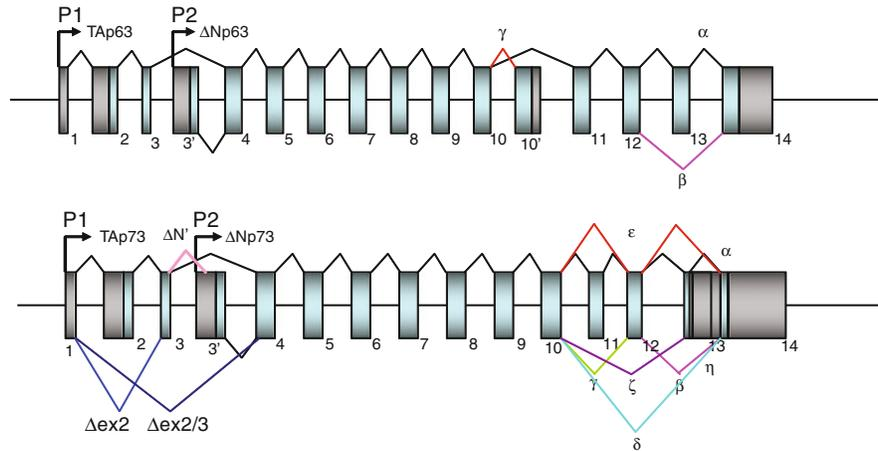 P1 P2
TAp63 ΔNp63 γ α
1 2 3 3' 4 5 6 7 8 9 10 10' 11 12 13 14
β
P1 P2
TAp73 ΔN' ΔNp73 ε α
1 2 3 3' 4 5 6 7 8 9 10 11 12 13 14
γ ζ β η
Δex2 Δex2/3
δ